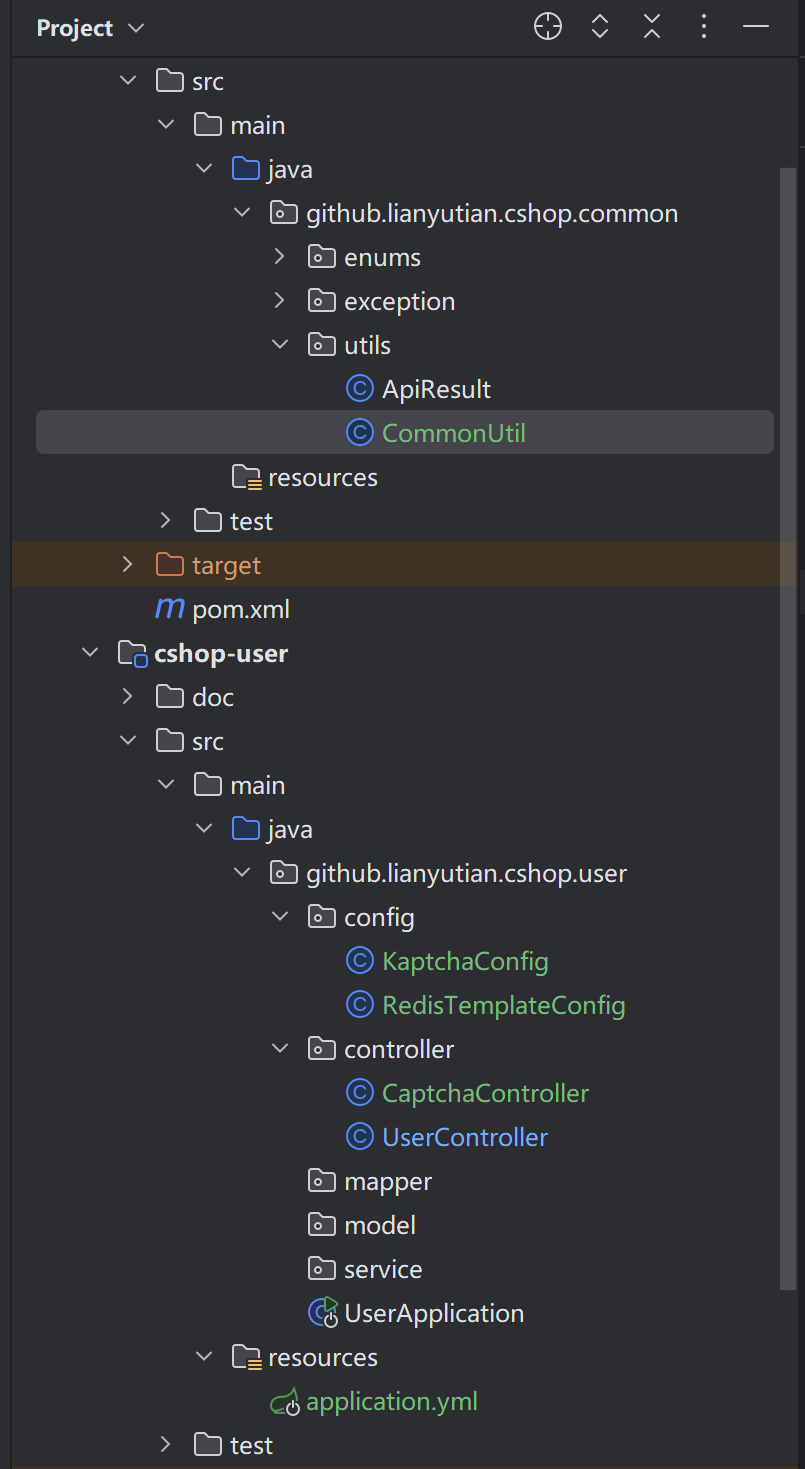 Project
src
main
java
github.lianyutian.cshop.common
enums
exception
utils
ApiResult
CommonUtil
resources
test
target
pom.xml
cshop-user
doc
src
main
java
github.lianyutian.cshop.user
config
KaptchaConfig
RedisTemplateConfig
controller
CaptchaController
UserController
mapper
model
service
UserApplication
resources
application.yml
test